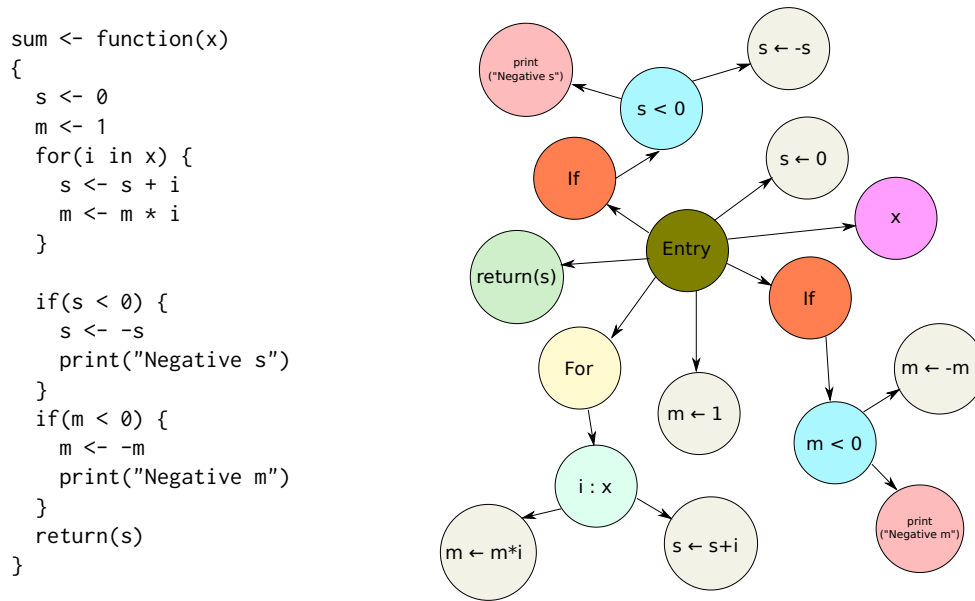 sum <- function(x)
{
  s <- 0
  m <- 1
  for(i in x) {
    s <- s + i
    m <- m * i
  }

  if(s < 0) {
    s <- -s
    print("Negative s")
  }
  if(m < 0) {
    m <- -m
    print("Negative m")
  }
  return(s)
}
s ← -s
print
("Negative s")
s < 0
s ← 0
If
x
Entry
return(s)
If
For
m ← -m
m ← 1
m < 0
i : x
print
("Negative m")
m ← m*i
s ← s+i